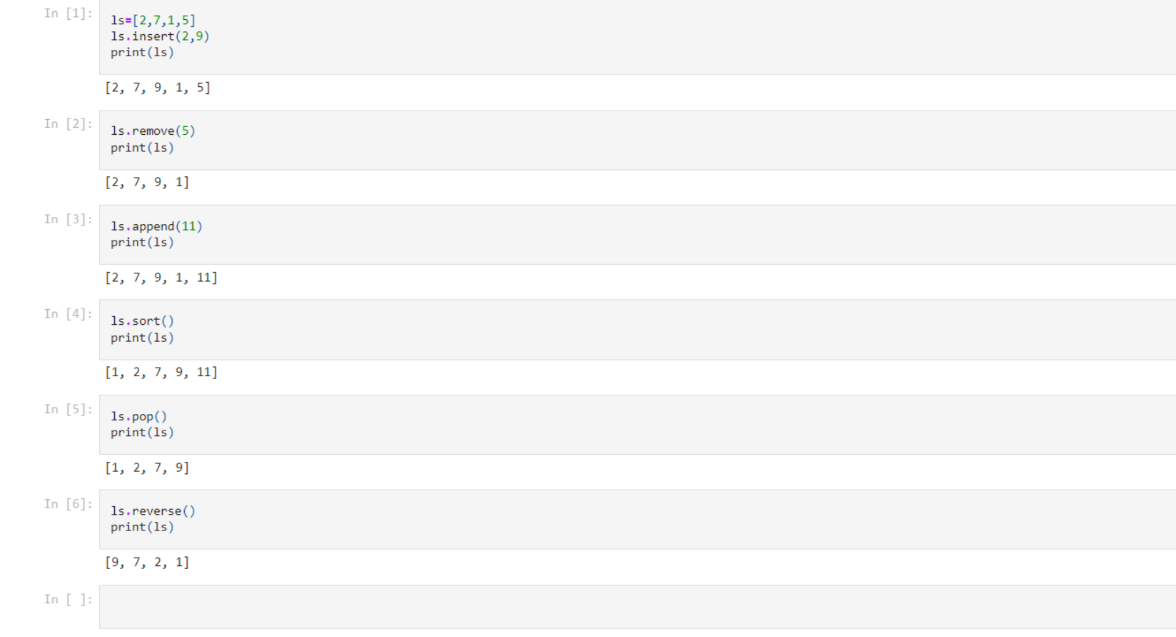 In [1]:
ls=[2,7,1,5]
ls.insert(2,9)
print(ls)
[2, 7, 9, 1, 5]
In [2]:
ls.remove(5)
print(ls)
[2, 7, 9, 1]
In [3]:
ls.append(11)
print(ls)
[2, 7, 9, 1, 11]
In [4]:
ls.sort()
print(ls)
[1, 2, 7, 9, 11]
In [5]:
ls.pop()
print(ls)
[1, 2, 7, 9]
In [6]:
ls.reverse()
print(ls)
[9, 7, 2, 1]
In [ ]: